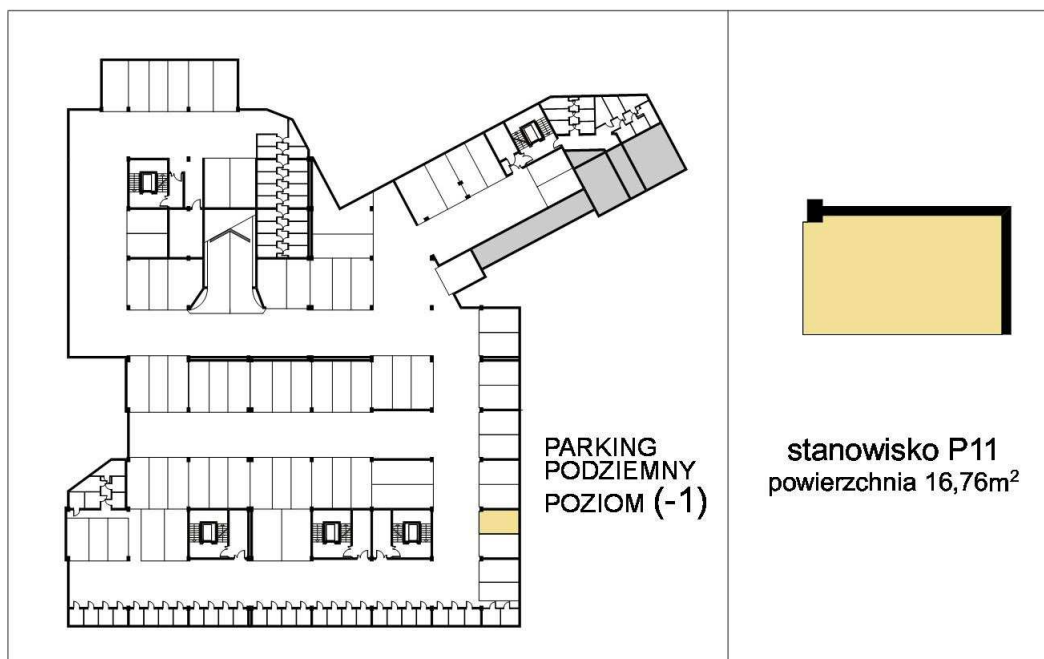 PARKING
PODZIEMNY
POZIOM (-1)
stanowisko P11
powierzchnia 16,76m²